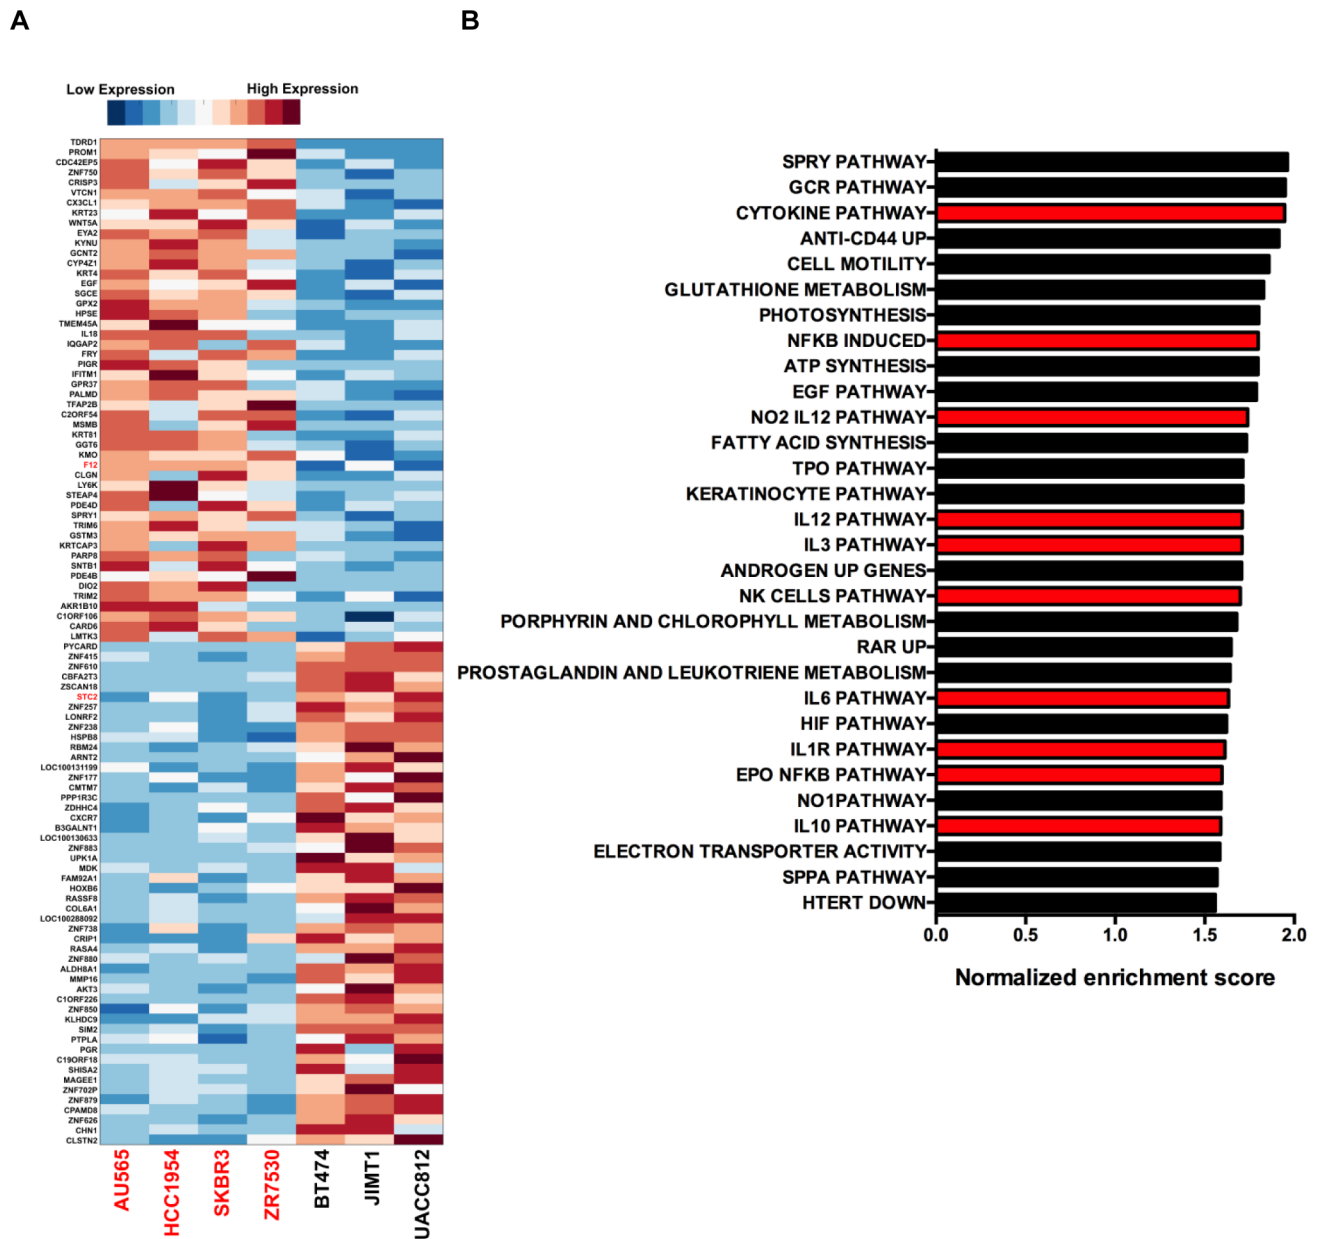 A
B
Low Expression
High Expression
TDRD1
PROM1
CDC42EP5
ZNF750
CRISP3
VTCN1
CX3CL1
KRT23
WNT5A
EYA2
KYNU
GCNT2
CYP4Z1
KRT4
EGF
SGCE
GPX2
HPSE
TMEM45A
IL18
IQGAP2
FRY
PIGR
IFITM1
GPR37
PALMD
TFAP2B
C2ORF54
MSMB
KRT81
GGT6
KMO
F12
CLGN
LY6K
STEAP4
PDE4D
SPRY1
TRIM6
GSTM3
KRTCAP3
PARP8
SNTB1
PDE4B
DIO2
TRIM2
AKR1B10
C1ORF106
CARD6
LMTK3
PYCARD
ZNF415
ZNF610
CBFA2T3
ZSCAN18
STC2
ZNF257
LONRF2
ZNF238
HSPB8
RBM24
ARNT2
LOC100131199
ZNF177
CMTM7
PPP1R3C
ZDHHC4
CXCR7
B3GALNT1
LOC100130633
ZNF883
UPK1A
MDK
FAM92A1
HOXB6
RASSF8
COL6A1
LOC100288092
ZNF738
CRIP1
RASA4
ZNF880
ALDH8A1
MMP16
AKT3
C1ORF226
ZNF850
KLHDC9
SIM2
PTPLA
PGR
C19ORF18
SHISA2
MAGEE1
ZNF702P
ZNF879
CPAMD8
ZNF626
CHN1
CLSTN2
AU565
HCC1954
SKBR3
ZR7530
BT474
JIMT1
UACC812
SPRY PATHWAY
GCR PATHWAY
CYTOKINE PATHWAY
ANTI-CD44 UP
CELL MOTILITY
GLUTATHIONE METABOLISM
PHOTOSYNTHESIS
NFKB INDUCED
ATP SYNTHESIS
EGF PATHWAY
NO2 IL12 PATHWAY
FATTY ACID SYNTHESIS
TPO PATHWAY
KERATINOCYTE PATHWAY
IL12 PATHWAY
IL3 PATHWAY
ANDROGEN UP GENES
NK CELLS PATHWAY
PORPHYRIN AND CHLOROPHYLL METABOLISM
RAR UP
PROSTAGLANDIN AND LEUKOTRIENE METABOLISM
IL6 PATHWAY
HIF PATHWAY
IL1R PATHWAY
EPO NFKB PATHWAY
NO1PATHWAY
IL10 PATHWAY
ELECTRON TRANSPORTER ACTIVITY
SPPA PATHWAY
HTERT DOWN
0.0 0.5 1.0 1.5 2.0
Normalized enrichment score